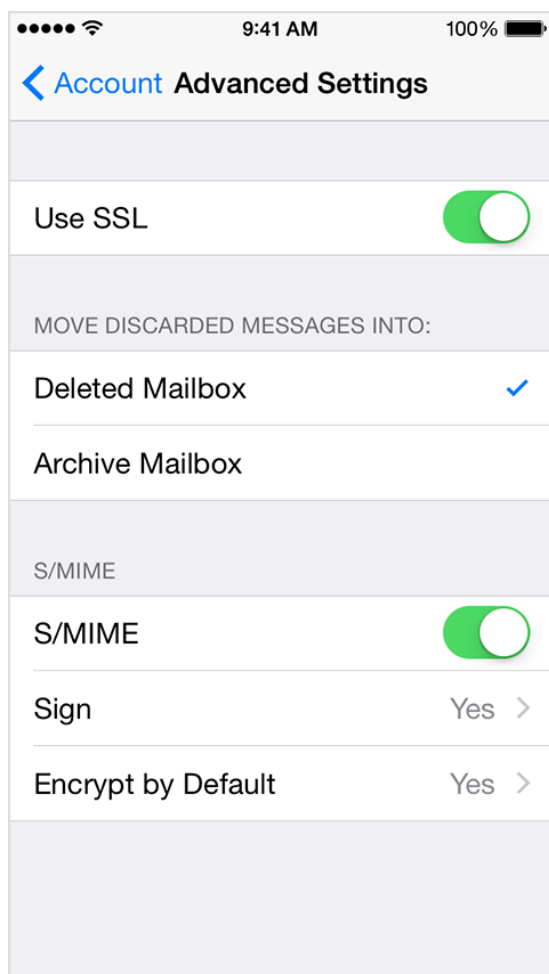 9:41 AM 100%
Account Advanced Settings
Use SSL
MOVE DISCARDED MESSAGES INTO:
Deleted Mailbox
Archive Mailbox
S/MIME
S/MIME
Sign Yes
Encrypt by Default Yes